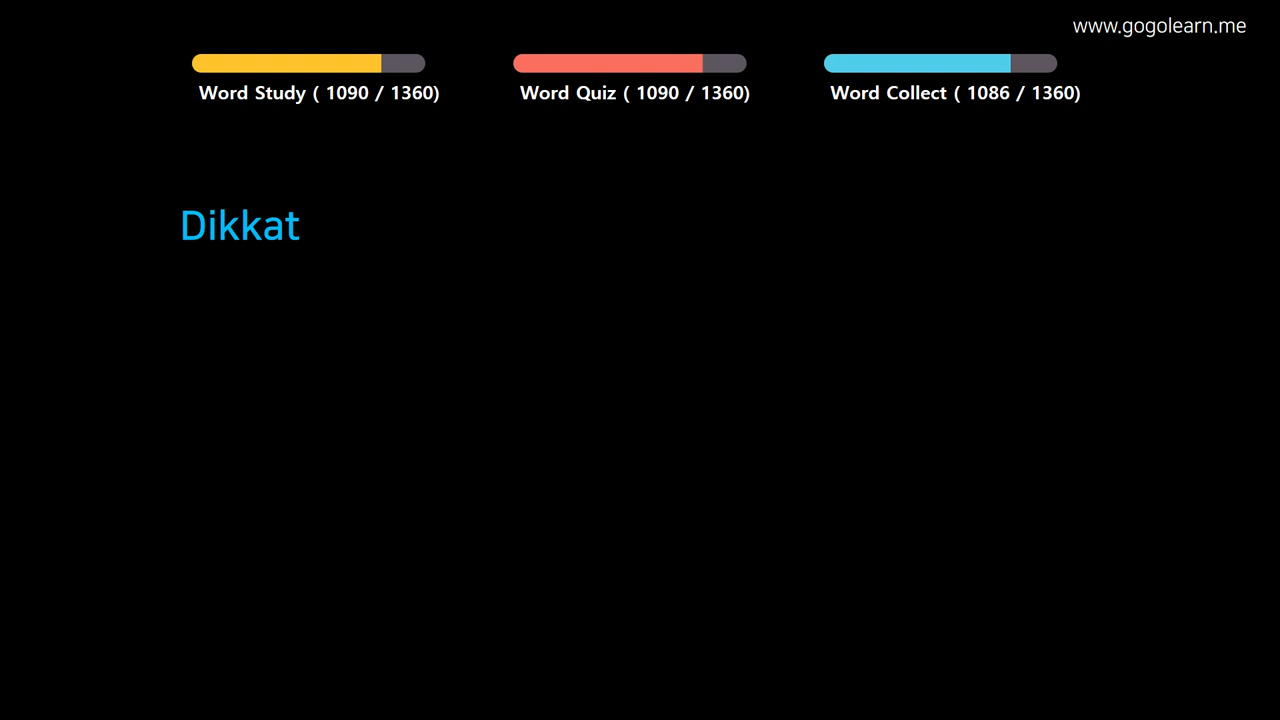 www.gogolearn.me
Word Study ( 1090 / 1360)
Word Quiz ( 1090 / 1360)
Word Collect ( 1086 / 1360)
Dikkat